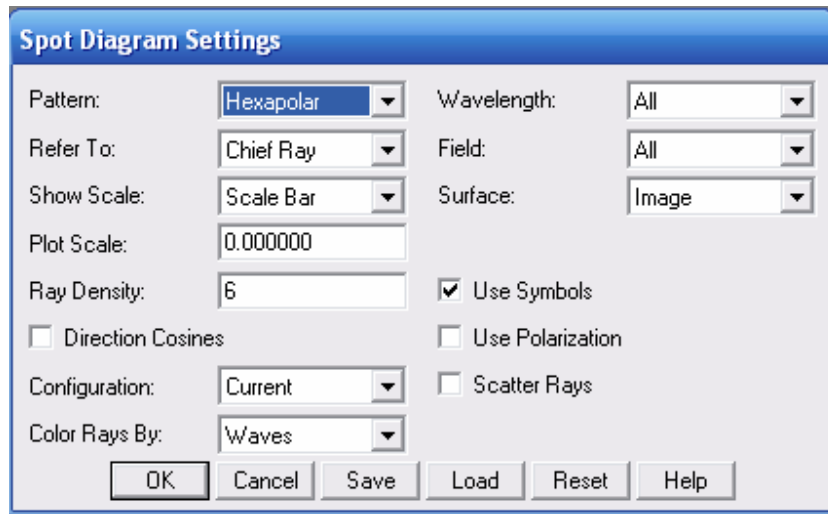 Spot Diagram Settings
Pattern: Hexapolar Wavelength: All
Refer To: Chief Ray Field: All
Show Scale: Scale Bar Surface: Image
Plot Scale: 0.000000
Ray Density: 6 Use Symbols
Direction Cosines Use Polarization
Configuration: Current Scatter Rays
Color Rays By: Waves
OK Cancel Save Load Reset Help